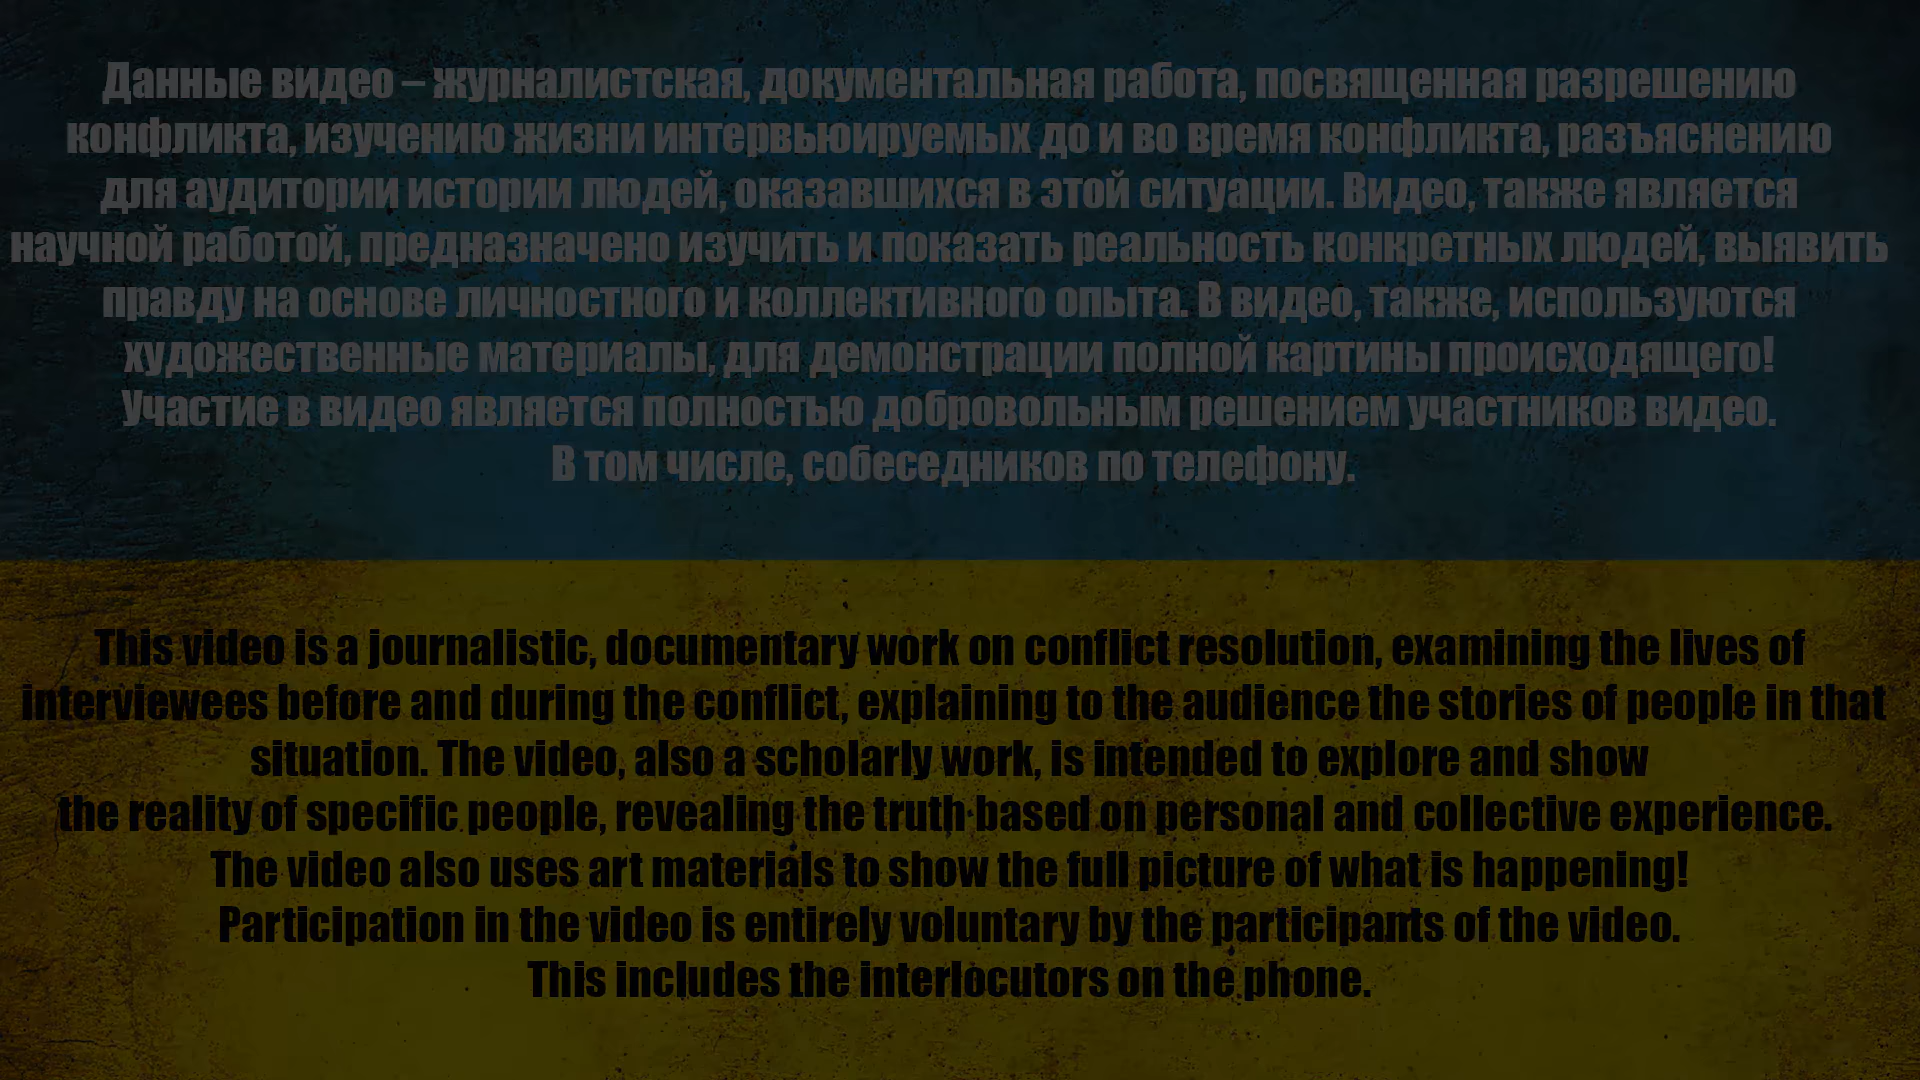 Данные видео – журналистская, документальная работа, посвященная разрешению
конфликта, изучению жизни интервьюируемых до и во время конфликта, разъяснению
для аудитории истории людей, оказавшихся в этой ситуации. Видео, также является
научной работой, предназначено изучить и показать реальность конкретных людей, выявить
правду на основе личностного и коллективного опыта. В видео, также, используются
художественные материалы, для демонстрации полной картины происходящего!
Участие в видео является полностью добровольным решением участников видео.
В том числе, собеседников по телефону.
This video is a journalistic, documentary work on conflict resolution, examining the lives of
interviewees before and during the conflict, explaining to the audience the stories of people in that
situation. The video, also a scholarly work, is intended to explore and show
the reality of specific people, revealing the truth based on personal and collective experience.
The video also uses art materials to show the full picture of what is happening!
Participation in the video is entirely voluntary by the participants of the video.
This includes the interlocutors on the phone.